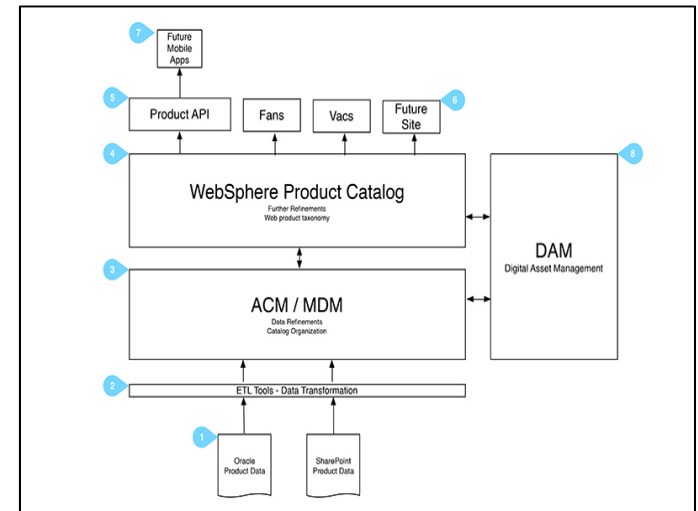 7
Future
Mobile
Apps
5
Product API
Fans
Vacs
6
Future
Site
4
WebSphere Product Catalog
Further Refinements
Web product taxonomy
8
DAM
Digital Asset Management
3
ACM / MDM
Data Refinements
Catalog Organization
2
ETL Tools - Data Transformation
1
Oracle
Product Data
SharePoint
Product Data